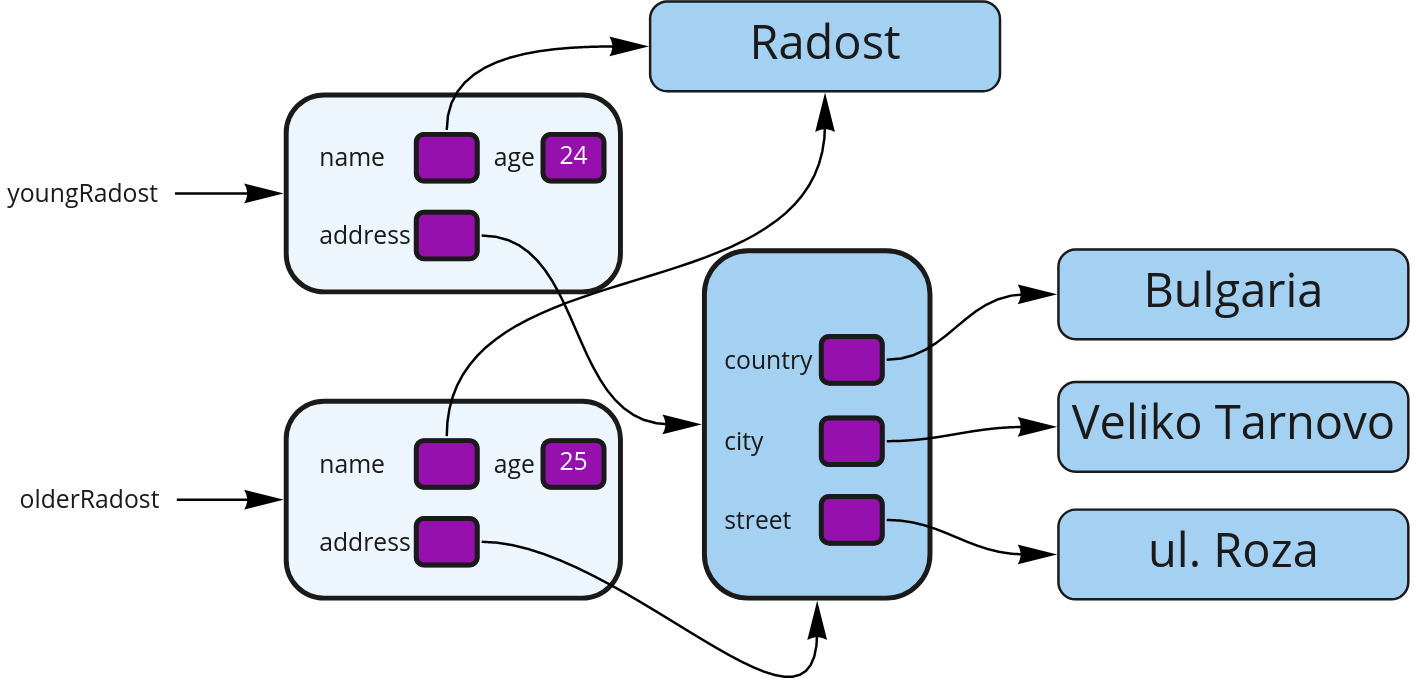 Radost
name
age
24
youngRadost
address
country
Bulgaria
city
Veliko Tarnovo
street
ul. Roza
name
age
25
olderRadost
address